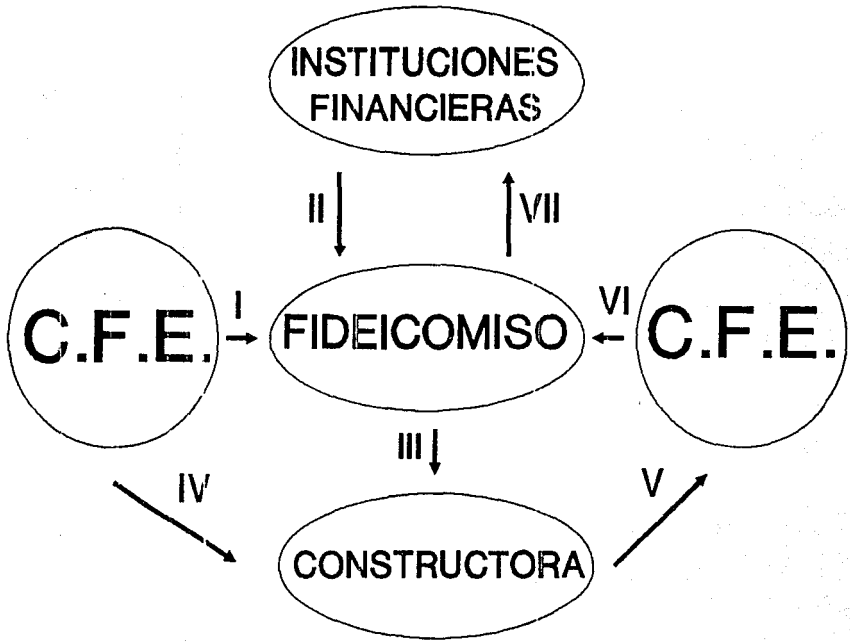 INSTITUCIONES
FINANCIERAS
II
VII
C.F.E.
I
FIDEICOMISO
VI
C.F.E.
III
IV
V
CONSTRUCTORA